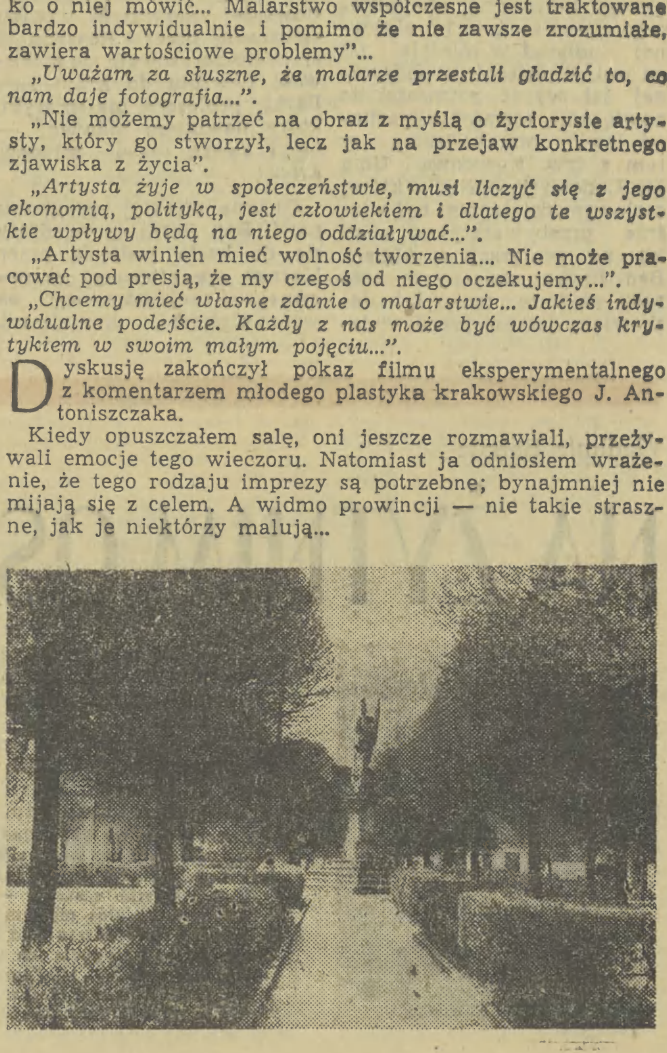 ko o niej mówić... Malarstwo współczesne jest traktowane
bardzo indywidualnie i pomimo że nie zawsze zrozumiałe,
zawiera wartościowe problemy”...
„Uważam za słuszne, że malarze przestali gładzić to, co
nam daje fotografia...”.
„Nie możemy patrzeć na obraz z myślą o życiorysie arty-
sty, który go stworzył, lecz jak na przejaw konkretnego
zjawiska z życia”.
„Artysta żyje w społeczeństwie, musi liczyć się z jego
ekonomią, polityką, jest człowiekiem i dlatego te wszyst-
kie wpływy będą na niego oddziaływać...”.
„Artysta winien mieć wolność tworzenia... Nie może pra-
cować pod presją, że my czegoś od niego oczekujemy...”.
„Chcemy mieć własne zdanie o malarstwie... Jakieś indy-
widualne podejście. Każdy z nas może być wówczas kry-
tykiem w swoim małym pojęciu...”.
Dyskusję zakończył pokaz filmu eksperymentalnego
z komentarzem młodego plastyka krakowskiego J. An-
toniszczaka.
Kiedy opuszczałem salę, oni jeszcze rozmawiali, przeży-
wali emocje tego wieczoru. Natomiast ja odniosłem wraże-
nie, że tego rodzaju imprezy są potrzebne; bynajmniej nie
mijają się z celem. A widmo prowincji — nie takie strasz-
ne, jak je niektórzy malują...